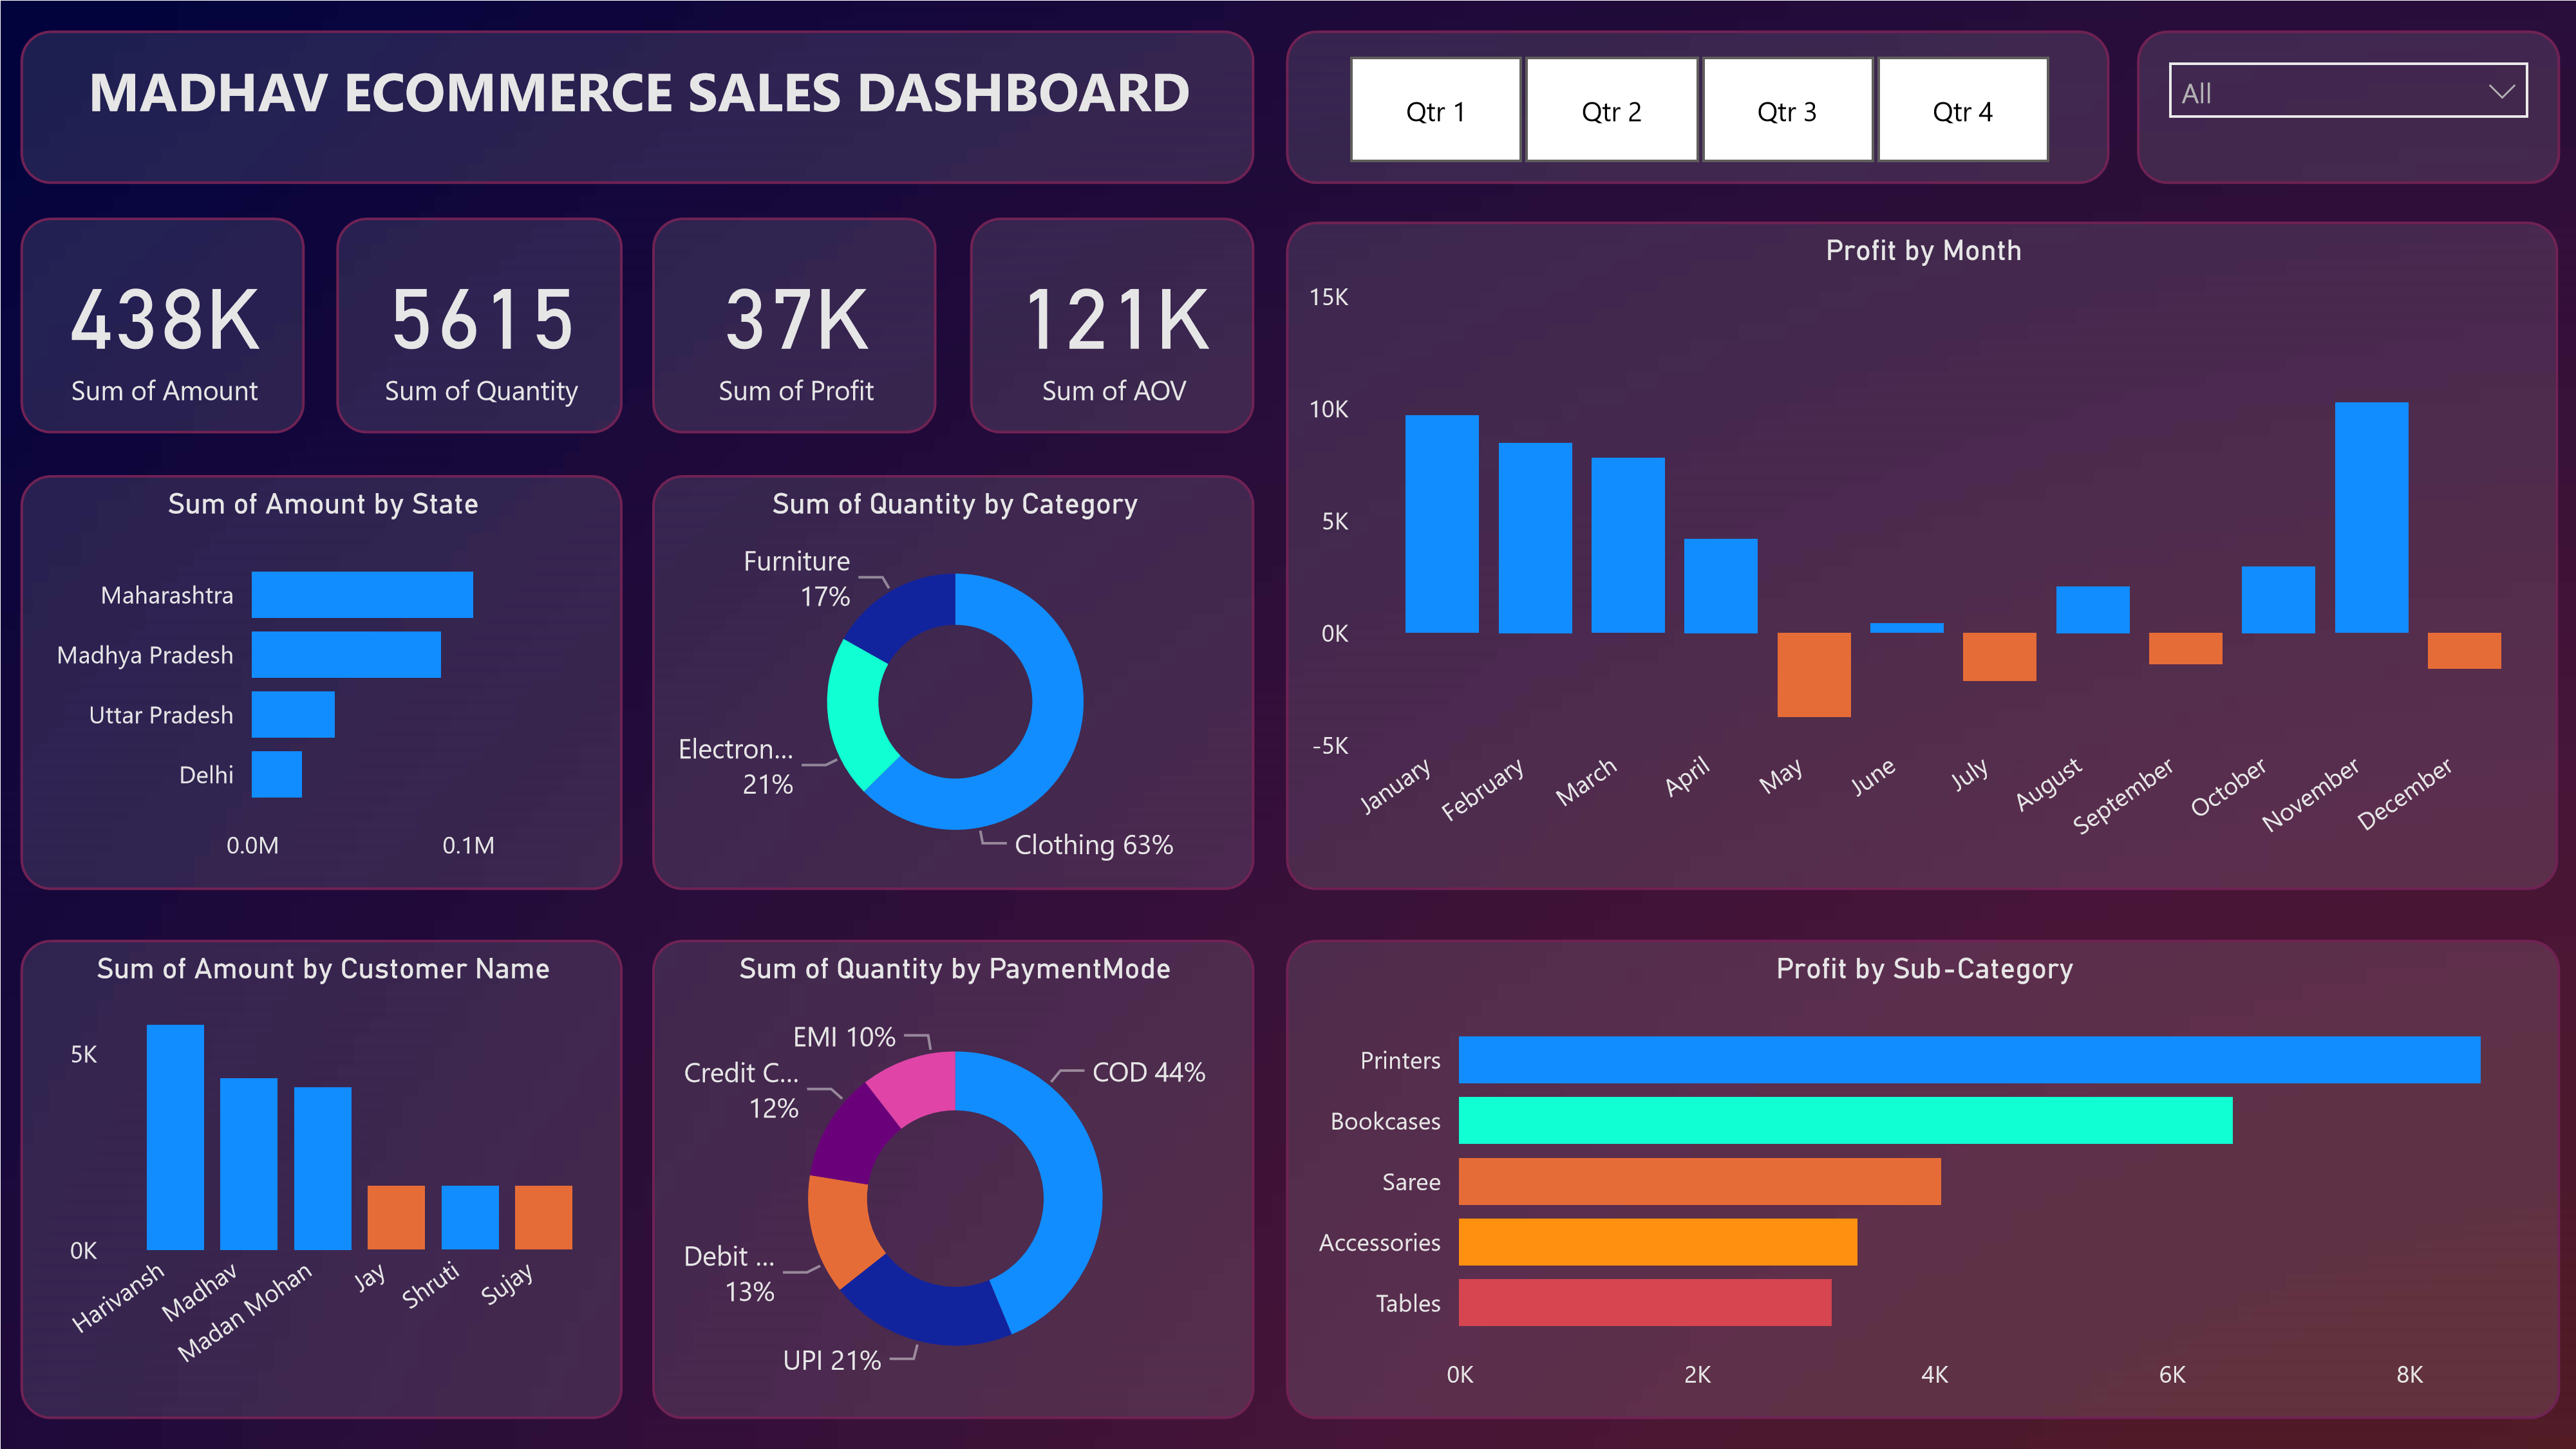 MADHAV ECOMMERCE SALES DASHBOARD
Qtr 1
Qtr 2
Qtr 3
Qtr 4
All
438K
Sum of Amount
5615
Sum of Quantity
37K
Sum of Profit
121K
Sum of AOV
Profit by Month
15K
10K
5K
0K
-5K
January
February
March
April
May
June
July
August
September
October
November
December
Sum of Amount by State
Maharashtra
Madhya Pradesh
Uttar Pradesh
Delhi
0.0M
0.1M
Sum of Quantity by Category
Furniture
17%
Electron...
21%
Clothing 63%
Sum of Amount by Customer Name
5K
0K
Harivansh
Madhav
Madan Mohan
Jay
Shruti
Sujay
Sum of Quantity by PaymentMode
EMI 10%
Credit C...
12%
COD 44%
Debit ...
13%
UPI 21%
Profit by Sub-Category
Printers
Bookcases
Saree
Accessories
Tables
0K
2K
4K
6K
8K